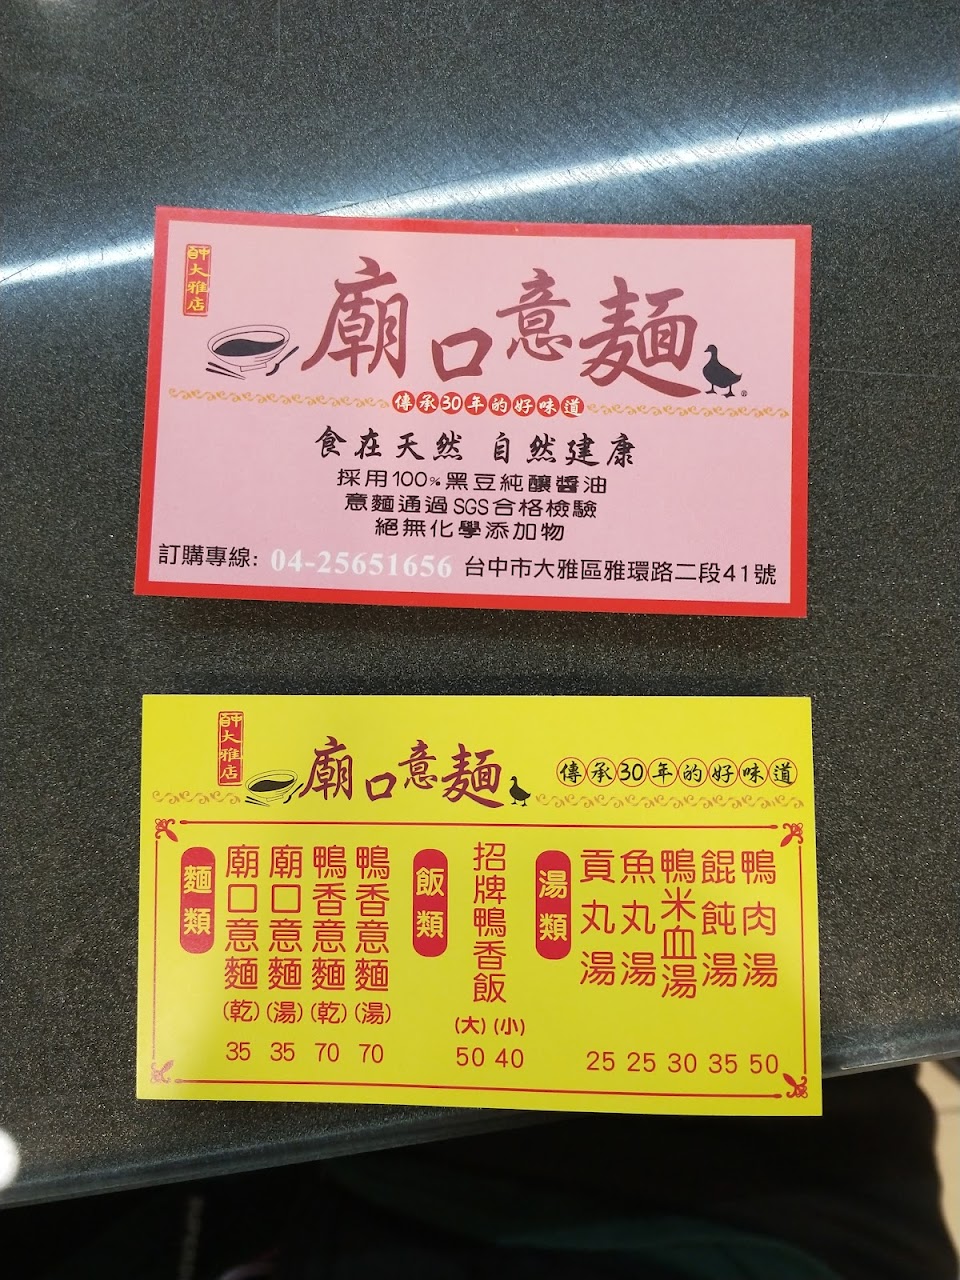 帥大雅店
廟口意麵
®
傳承30年的好味道
食在天然 自然建康
採用100%黑豆純釀醬油
意麵通過SGS合格檢驗
絕無化學添加物
訂購專線: 04-25651656 台中市大雅區雅環路二段41號
帥大雅店
廟口意麵
傳承30年的好味道
麵類
廟口意麵(乾) 35
廟口意麵(湯) 35
鴨香意麵(乾) 70
鴨香意麵(湯) 70
飯類
招牌鴨香飯
(大) (小)
50 40
湯類
貢丸湯 25
魚丸湯 25
鴨米血湯 30
餛飩湯 35
鴨肉湯 50